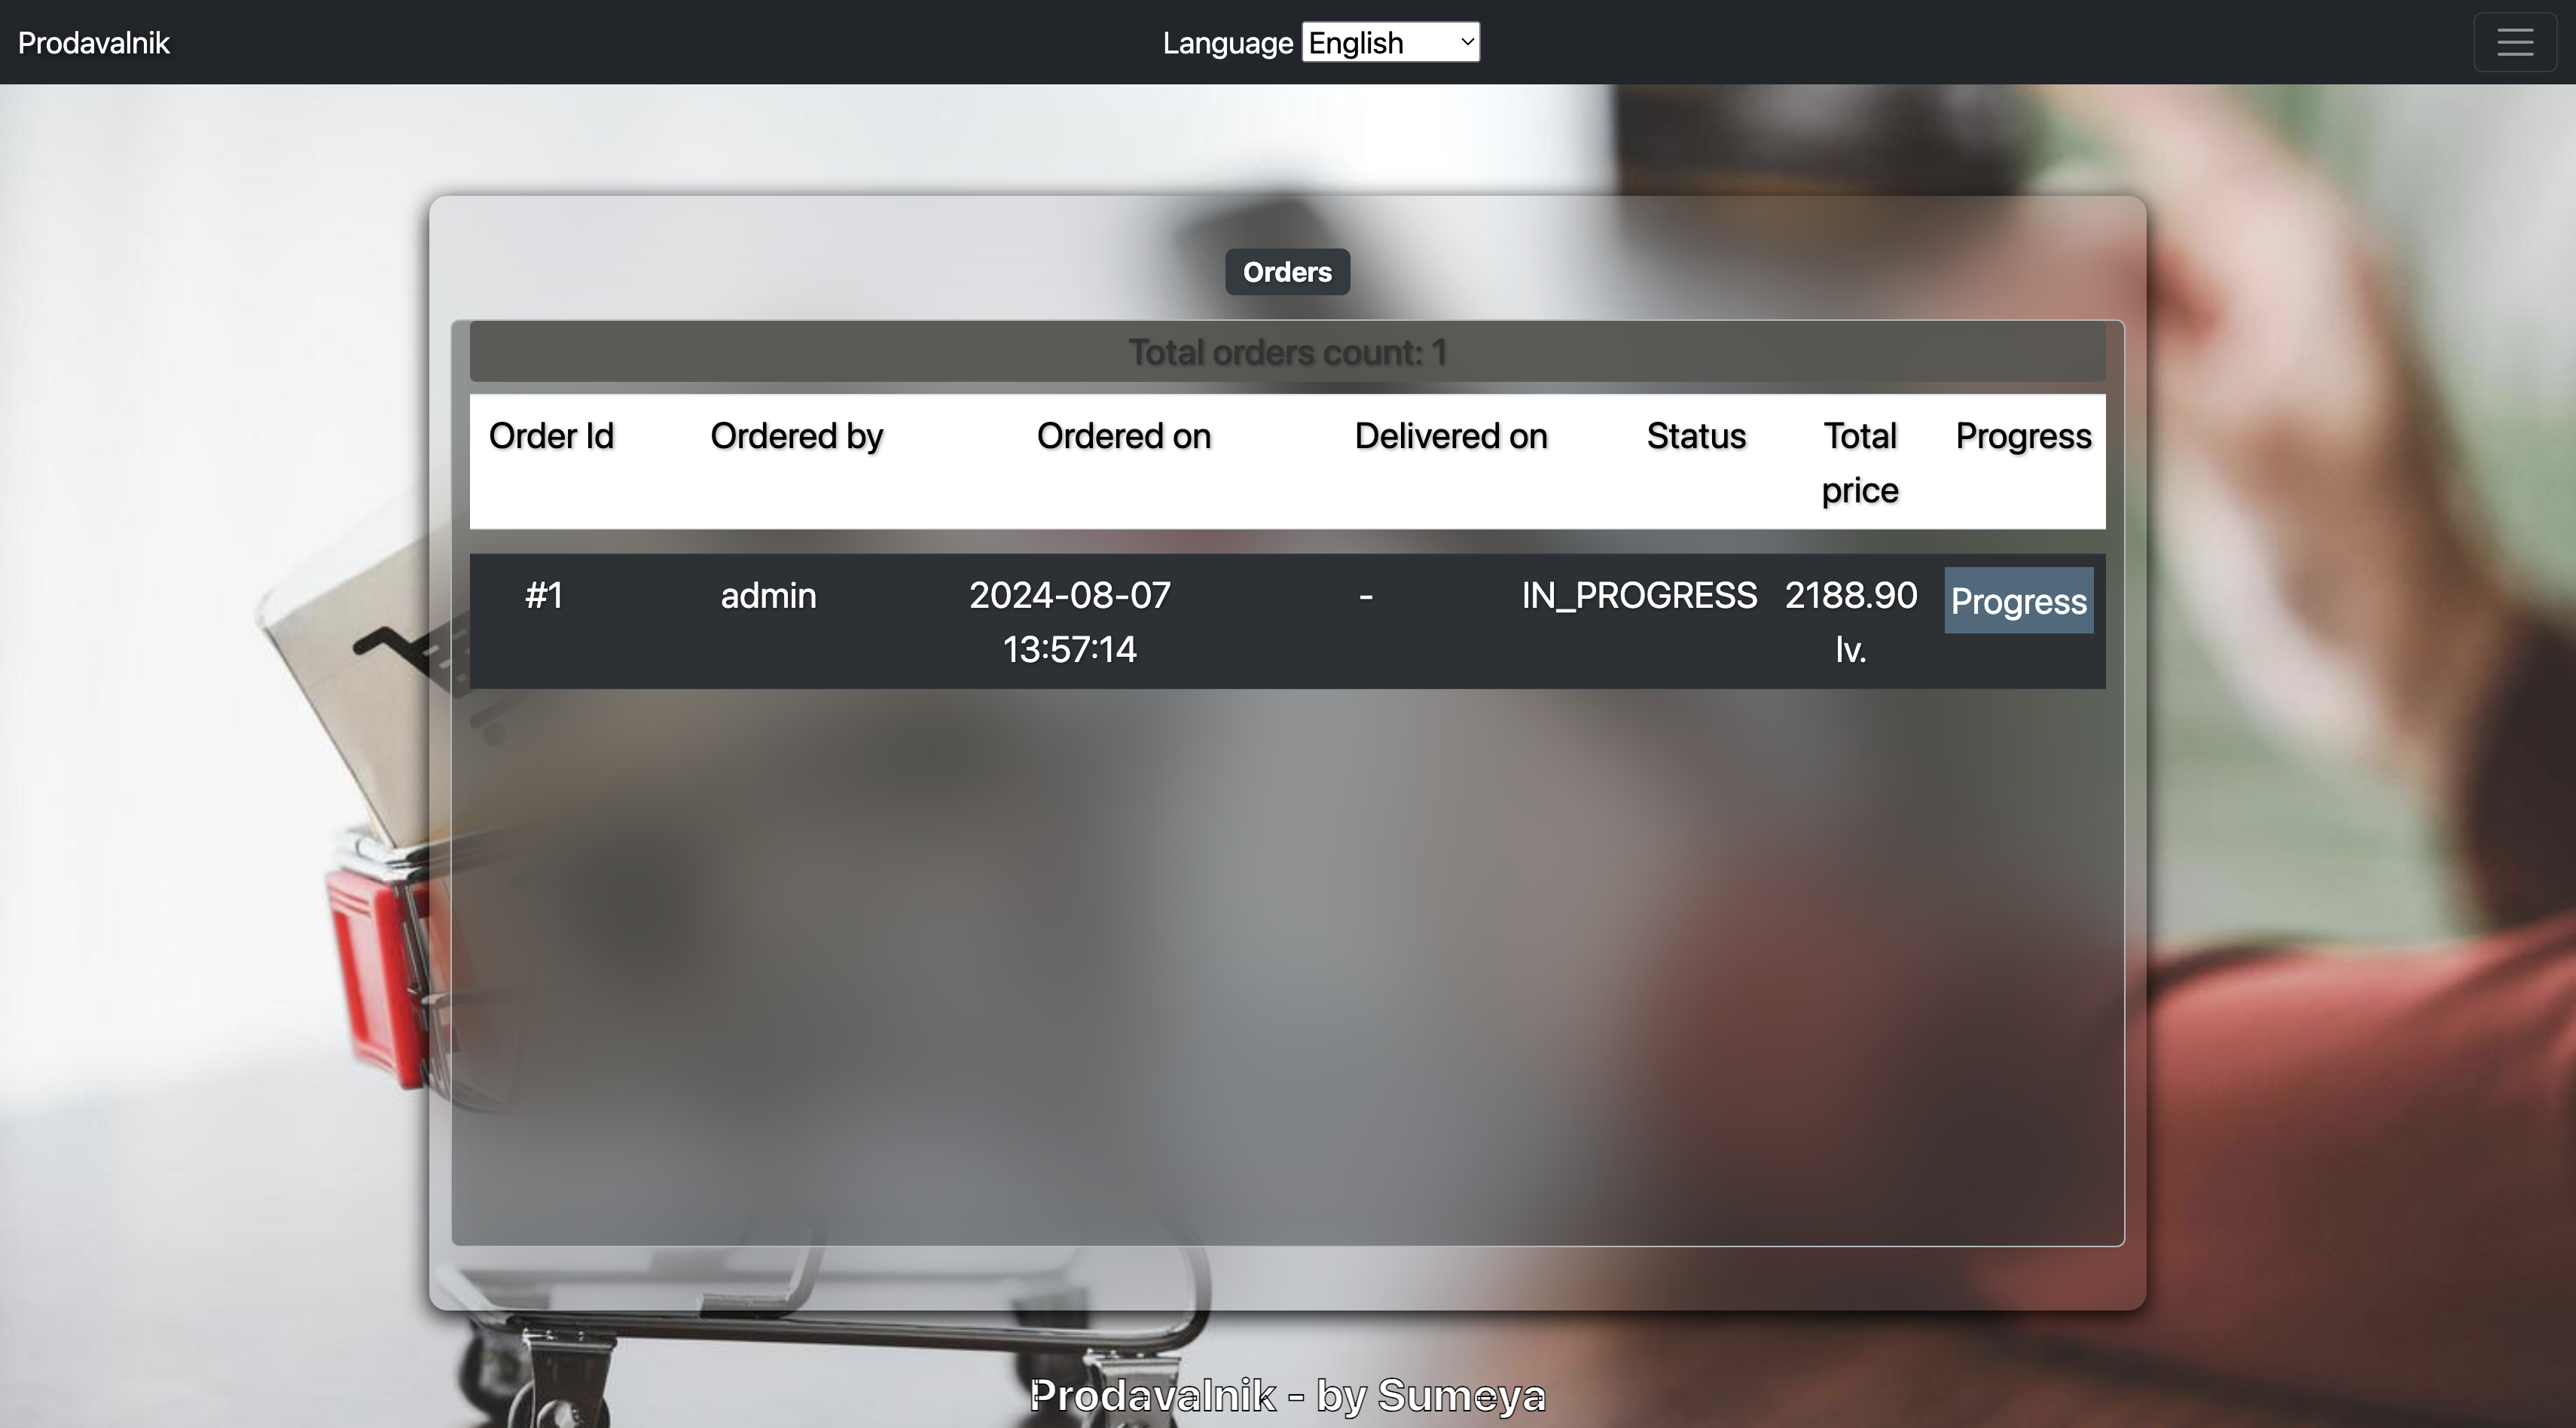 Prodavalnik
Language English
Orders
Total orders count: 1
Order Id Ordered by Ordered on Delivered on Status Total price Progress
#1 admin 2024-08-07 13:57:14 - IN_PROGRESS 2188.90 lv. Progress
Prodavalnik - by Sumeya